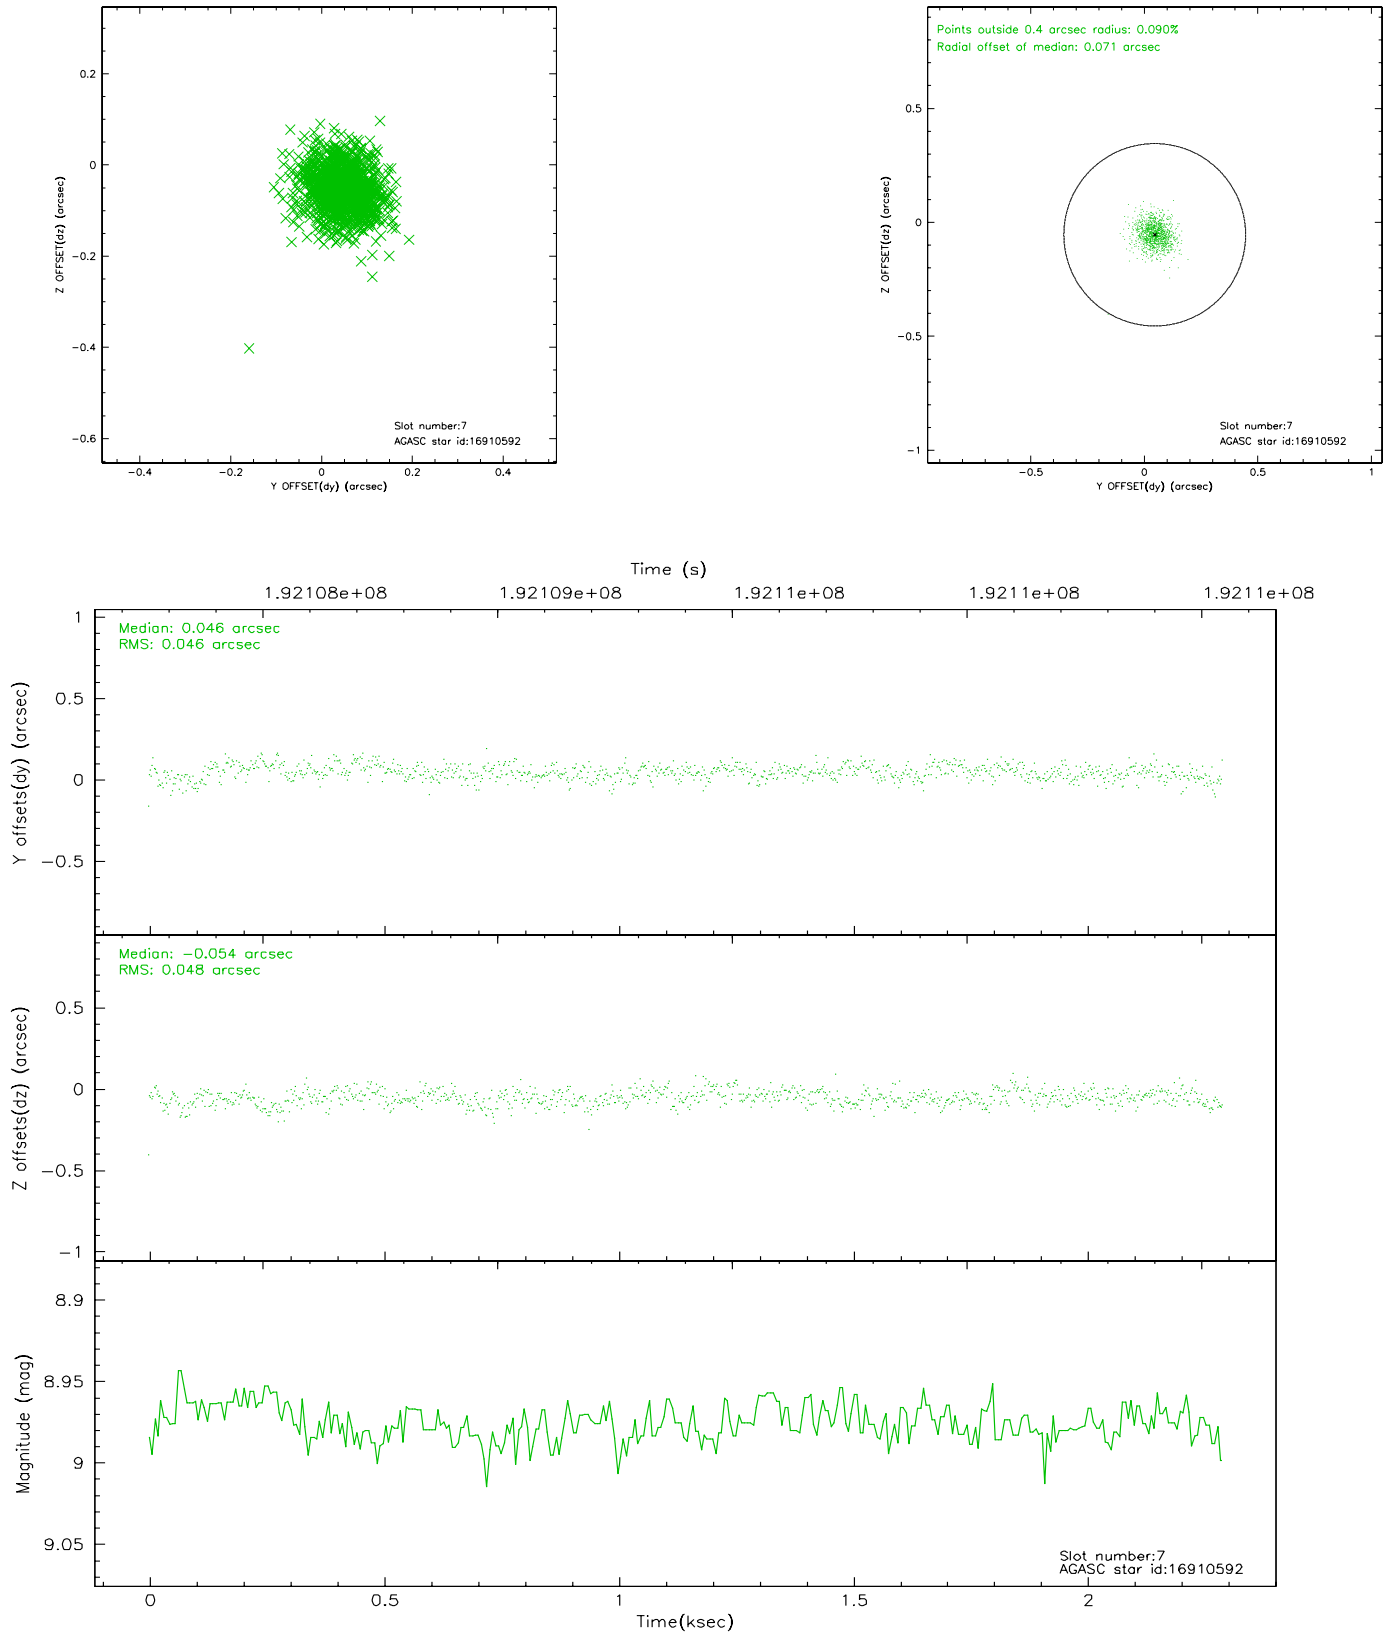 Points outside 0.4 arcsec radius: 0.090%
Radial offset of median: 0.071 arcsec
0.2
0
−0.2
−0.4
−0.6
Z OFFSET(dz) (arcsec)
Slot number:7
AGASC star id:16910592
−0.4 −0.2 0 0.2 0.4
Y OFFSET(dy) (arcsec)
0.5
0
−0.5
−1
Z OFFSET(dz) (arcsec)
Slot number:7
AGASC star id:16910592
−0.5 0 0.5 1
Y OFFSET(dy) (arcsec)
Time (s)
1.92108e+08 1.92109e+08 1.9211e+08 1.9211e+08 1.9211e+08
Median: 0.046 arcsec
RMS: 0.046 arcsec
1
0.5
0
−0.5
Y offsets(dy) (arcsec)
Median: −0.054 arcsec
RMS: 0.048 arcsec
0.5
0
−0.5
−1
Z offsets(dz) (arcsec)
8.9
8.95
9
9.05
Magnitude (mag)
Slot number:7
AGASC star id:16910592
0 0.5 1 1.5 2
Time(ksec)